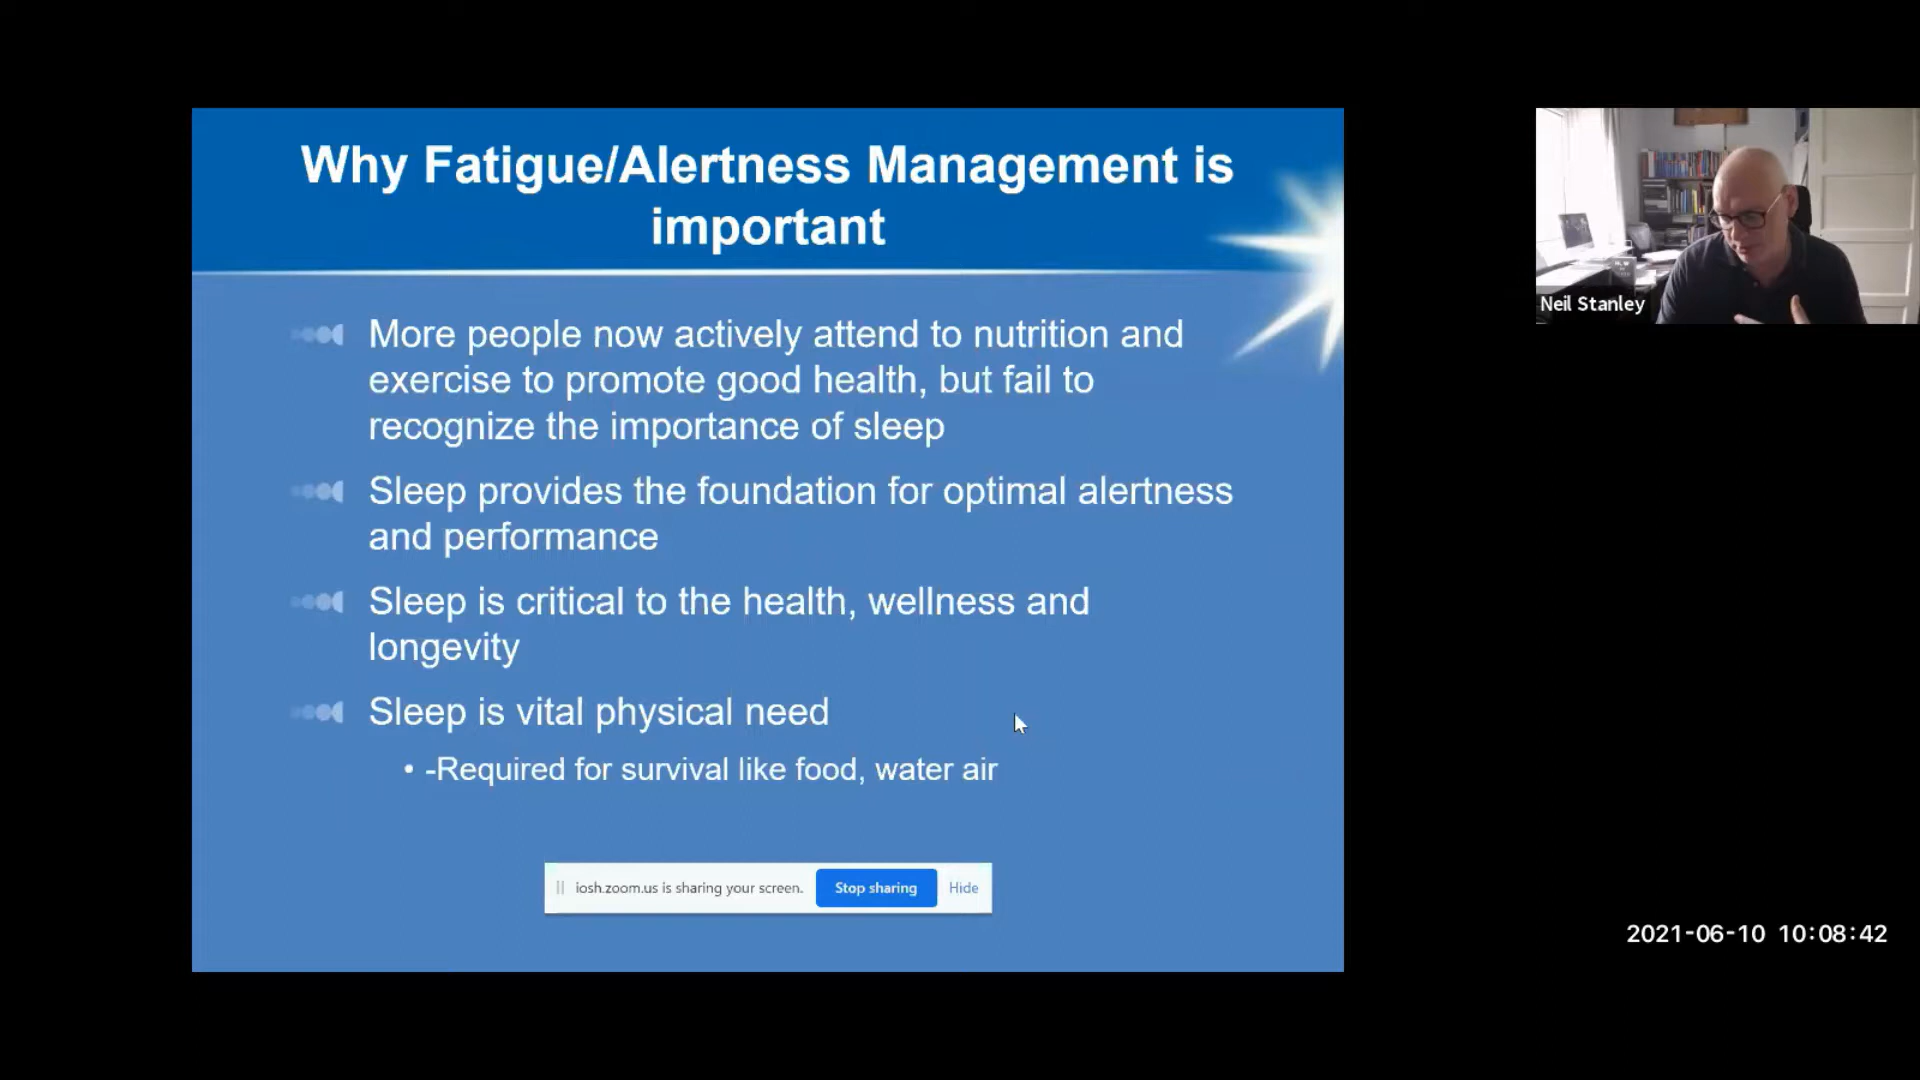 Why Fatigue/Alertness Management is
important
More people now actively attend to nutrition and
exercise to promote good health, but fail to
recognize the importance of sleep
Sleep provides the foundation for optimal alertness
and performance
Sleep is critical to the health, wellness and
longevity
Sleep is vital physical need
• -Required for survival like food, water air
iosh.zoom.us is sharing your screen. Stop sharing Hide
Neil Stanley
2021-06-10 10:08:42